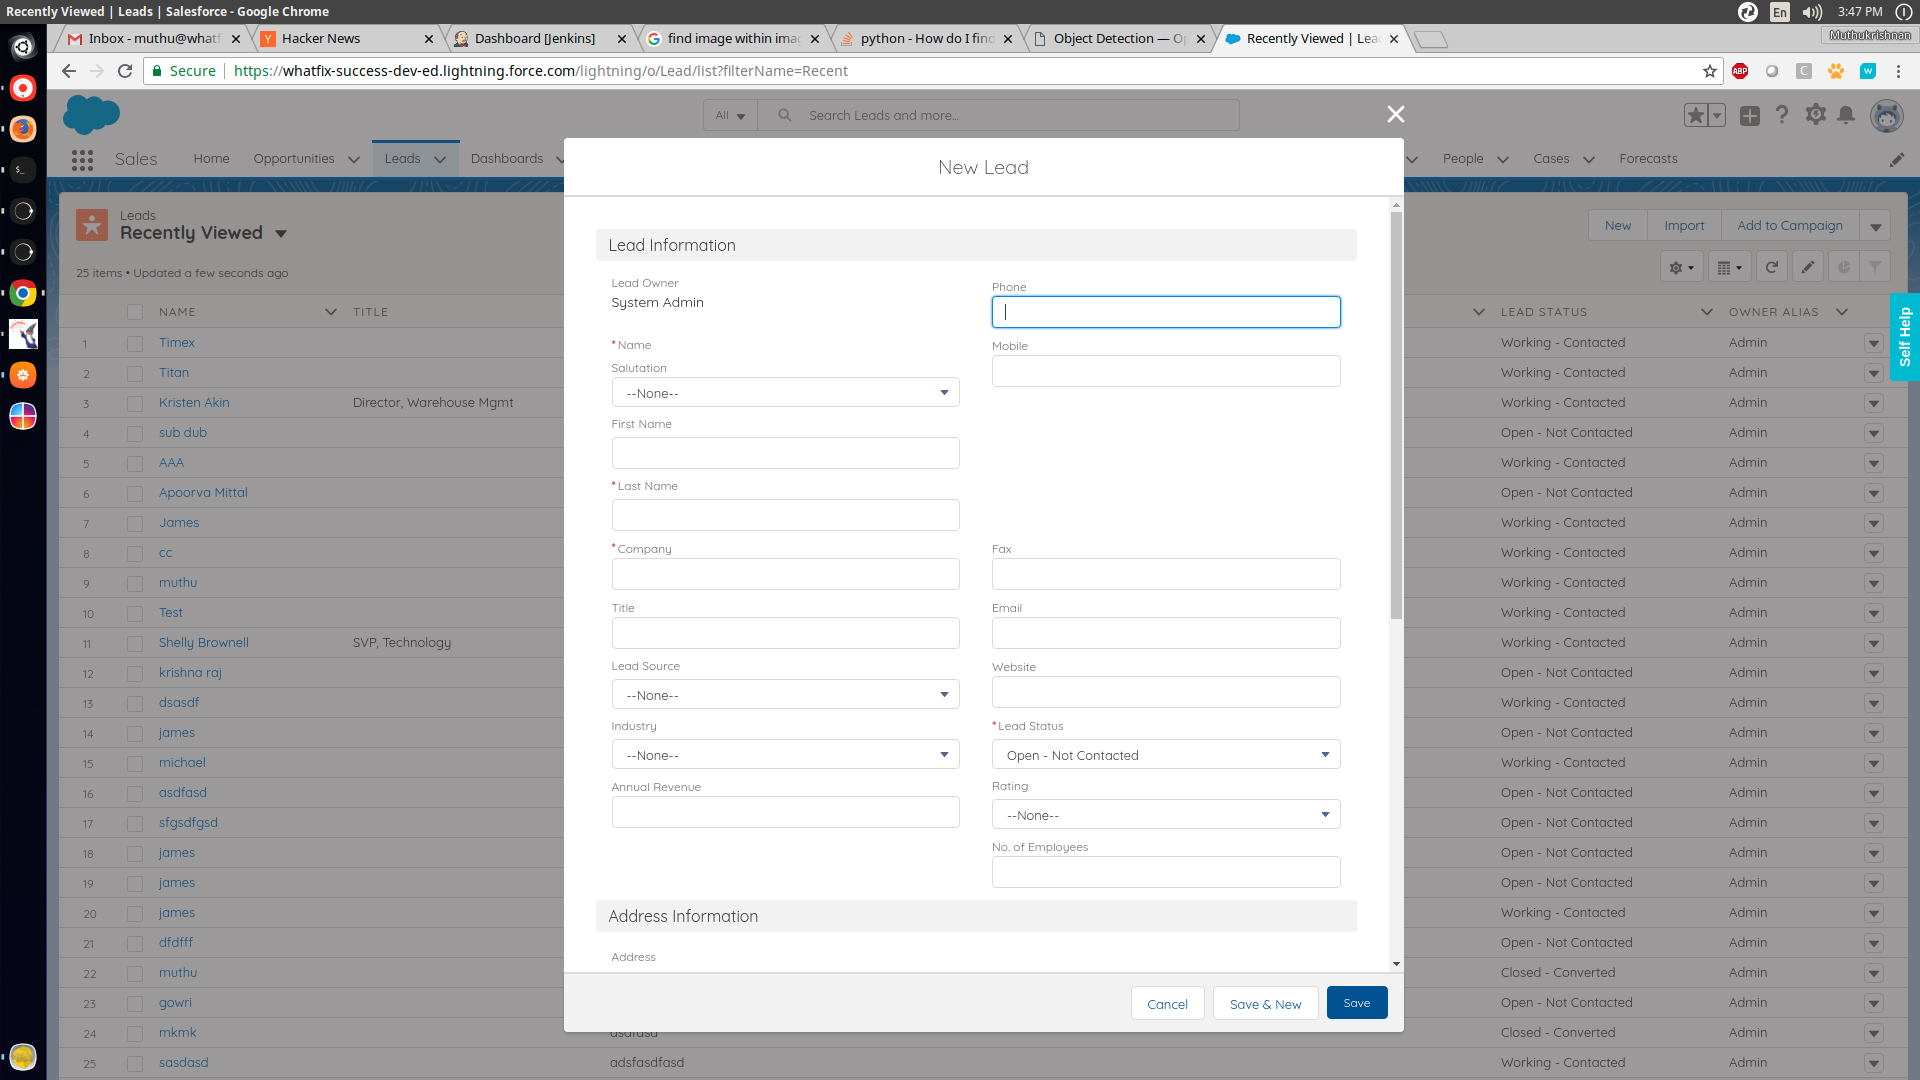 Recently Viewed | Leads | Salesforce - Google Chrome
En
3:47 PM
Inbox - muthu@whatf
Hacker News
Dashboard [Jenkins]
find image within ima
python - How do I find
Object Detection — O
Recently Viewed | Lea
Muthukrishnan
Secure
https://whatfix-success-dev-ed.lightning.force.com/lightning/o/Lead/list?filterName=Recent
ABP
C
W
All
Search Leads and more...
Sales
Home
Opportunities
Leads
Dashboards
People
Cases
Forecasts
Leads
Recently Viewed
25 items • Updated a few seconds ago
New
Import
Add to Campaign
NAME
TITLE
LEAD STATUS
OWNER ALIAS
1 Timex Working - Contacted Admin
2 Titan Working - Contacted Admin
3 Kristen Akin Director, Warehouse Mgmt Working - Contacted Admin
4 sub dub Open - Not Contacted Admin
5 AAA Working - Contacted Admin
6 Apoorva Mittal Open - Not Contacted Admin
7 James Working - Contacted Admin
8 cc Working - Contacted Admin
9 muthu Working - Contacted Admin
10 Test Working - Contacted Admin
11 Shelly Brownell SVP, Technology Working - Contacted Admin
12 krishna raj Open - Not Contacted Admin
13 dsasdf Working - Contacted Admin
14 james Open - Not Contacted Admin
15 michael Working - Contacted Admin
16 asdfasd Open - Not Contacted Admin
17 sfgsdfgsd Open - Not Contacted Admin
18 james Open - Not Contacted Admin
19 james Open - Not Contacted Admin
20 james Working - Contacted Admin
21 dfdfff Open - Not Contacted Admin
22 muthu Closed - Converted Admin
23 gowri Open - Not Contacted Admin
24 mkmk asdfasd Closed - Converted Admin
25 sasdasd adsfasdfasd Working - Contacted Admin
Self Help
New Lead
Lead Information
Lead Owner
System Admin
Phone
*Name
Mobile
Salutation
--None--
First Name
*Last Name
*Company
Fax
Title
Email
Lead Source
--None--
Website
Industry
--None--
*Lead Status
Open - Not Contacted
Annual Revenue
Rating
--None--
No. of Employees
Address Information
Address
Cancel
Save & New
Save